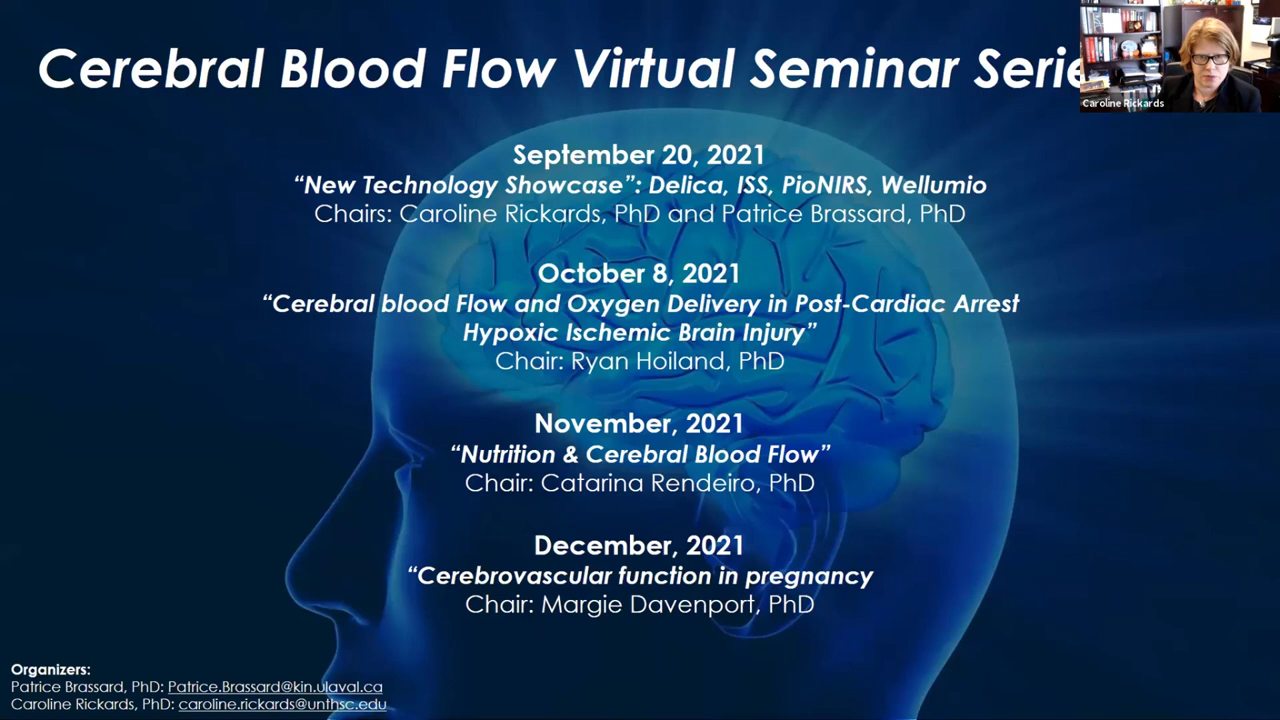 Cerebral Blood Flow Virtual Seminar Serie
Caroline Rickards
September 20, 2021
“New Technology Showcase”: Delica, ISS, PioNIRS, Wellumio
Chairs: Caroline Rickards, PhD and Patrice Brassard, PhD
October 8, 2021
“Cerebral blood Flow and Oxygen Delivery in Post-Cardiac Arrest
Hypoxic Ischemic Brain Injury”
Chair: Ryan Hoiland, PhD
November, 2021
“Nutrition & Cerebral Blood Flow”
Chair: Catarina Rendeiro, PhD
December, 2021
“Cerebrovascular function in pregnancy
Chair: Margie Davenport, PhD
Organizers:
Patrice Brassard, PhD: Patrice.Brassard@kin.ulaval.ca
Caroline Rickards, PhD: caroline.rickards@unthsc.edu